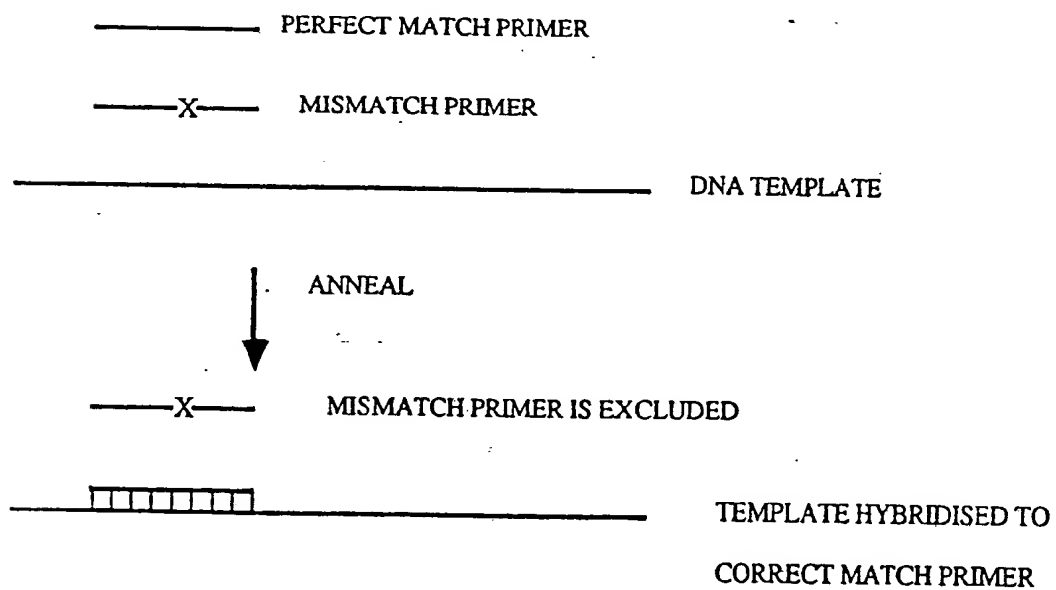 PERFECT MATCH PRIMER
X MISMATCH PRIMER
DNA TEMPLATE
ANNEAL
X MISMATCH PRIMER IS EXCLUDED
TEMPLATE HYBRIDISED TO
CORRECT MATCH PRIMER